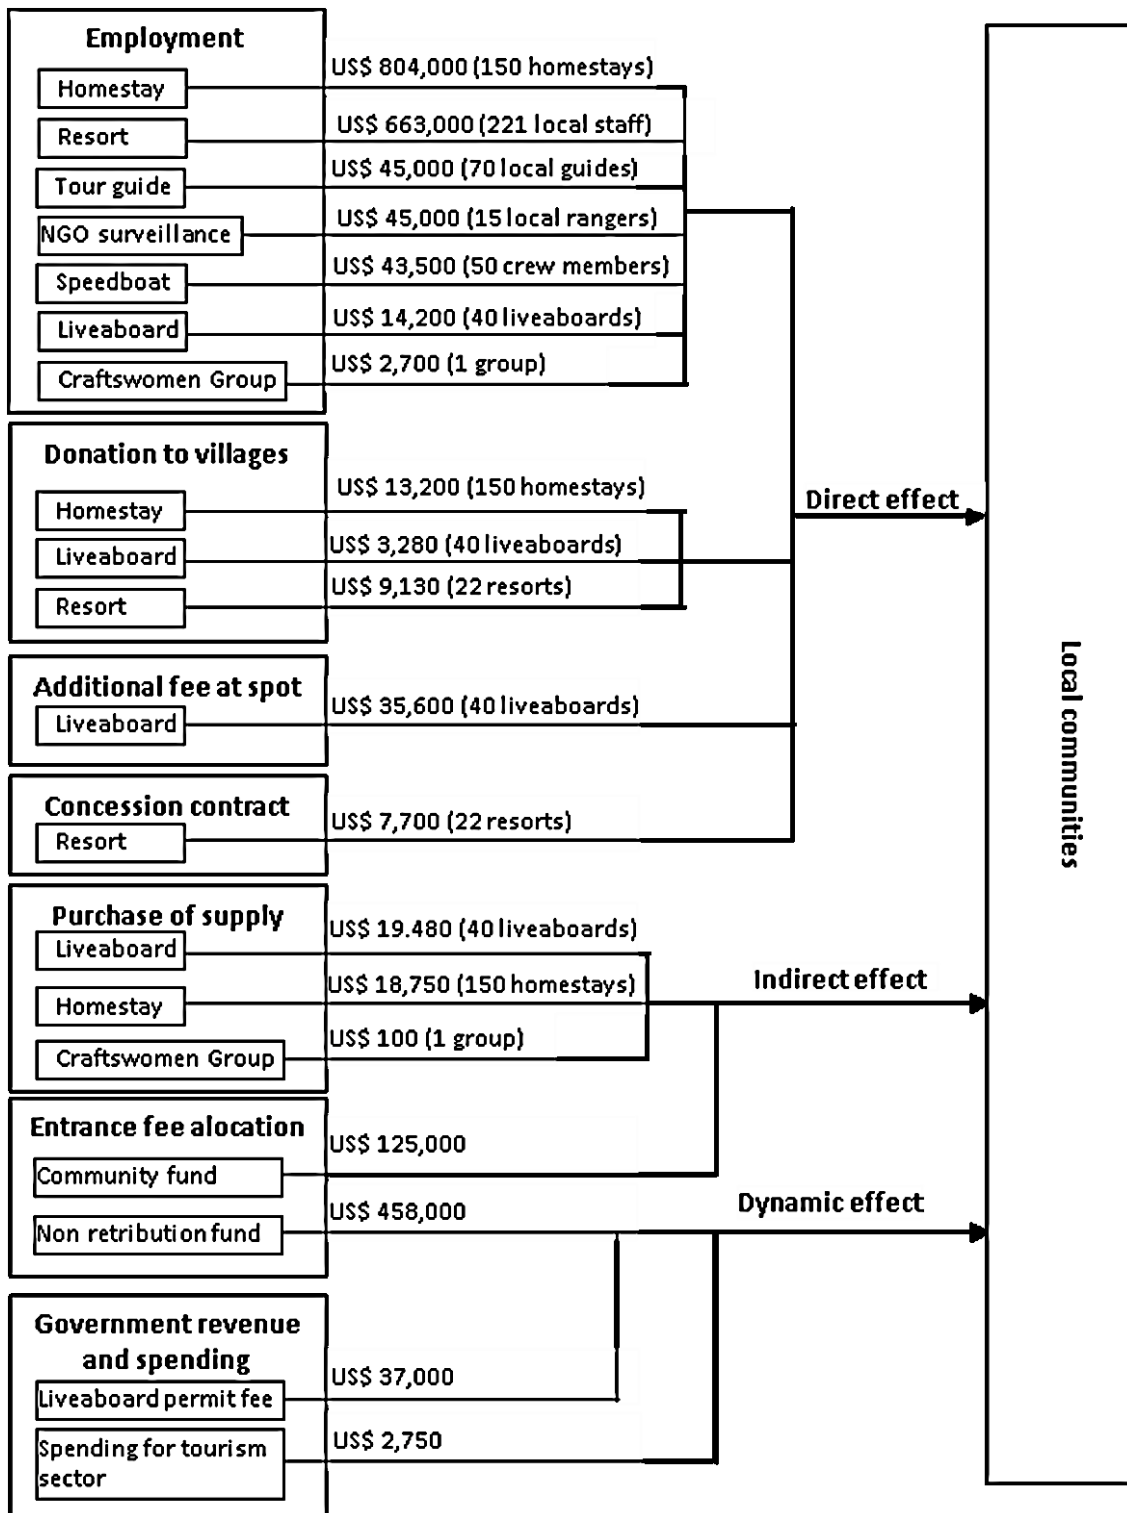 Employment
Homestay
US$ 804,000 (150 homestays)
Resort
US$ 663,000 (221 local staff)
Tour guide
US$ 45,000 (70 local guides)
NGO surveillance
US$ 45,000 (15 local rangers)
Speedboat
US$ 43,500 (50 crew members)
Liveaboard
US$ 14,200 (40 liveaboards)
Craftswomen Group
US$ 2,700 (1 group)
Donation to villages
Homestay
US$ 13,200 (150 homestays)
Liveaboard
US$ 3,280 (40 liveaboards)
Resort
US$ 9,130 (22 resorts)
Direct effect
Additional fee at spot
Liveaboard
US$ 35,600 (40 liveaboards)
Concession contract
Resort
US$ 7,700 (22 resorts)
Purchase of supply
Liveaboard
US$ 19.480 (40 liveaboards)
Homestay
US$ 18,750 (150 homestays)
Craftswomen Group
US$ 100 (1 group)
Indirect effect
Entrance fee alocation
Community fund
US$ 125,000
Non retribution fund
US$ 458,000
Dynamic effect
Government revenue
and spending
Liveaboard permit fee
US$ 37,000
Spending for tourism
sector
US$ 2,750
Local communities